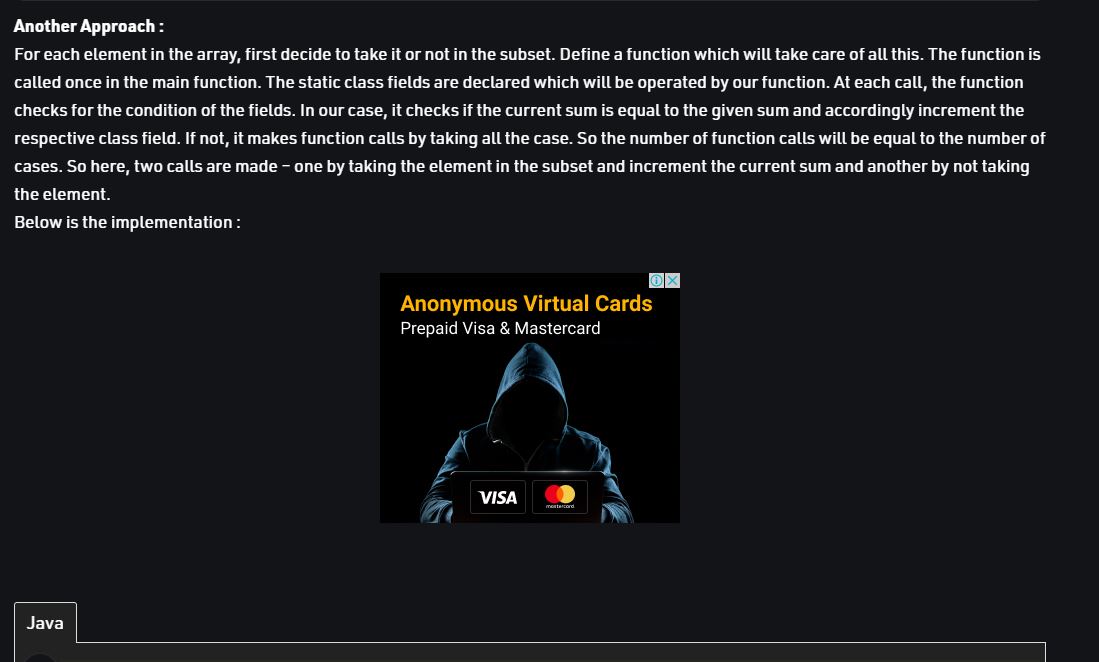 Another Approach :
For each element in the array, first decide to take it or not in the subset. Define a function which will take care of all this. The function is
called once in the main function. The static class fields are declared which will be operated by our function. At each call, the function
checks for the condition of the fields. In our case, it checks if the current sum is equal to the given sum and accordingly increment the
respective class field. If not, it makes function calls by taking all the case. So the number of function calls will be equal to the number of
cases. So here, two calls are made – one by taking the element in the subset and increment the current sum and another by not taking
the element.
Below is the implementation :
Anonymous Virtual Cards
Prepaid Visa & Mastercard
VISA
mastercard
Java